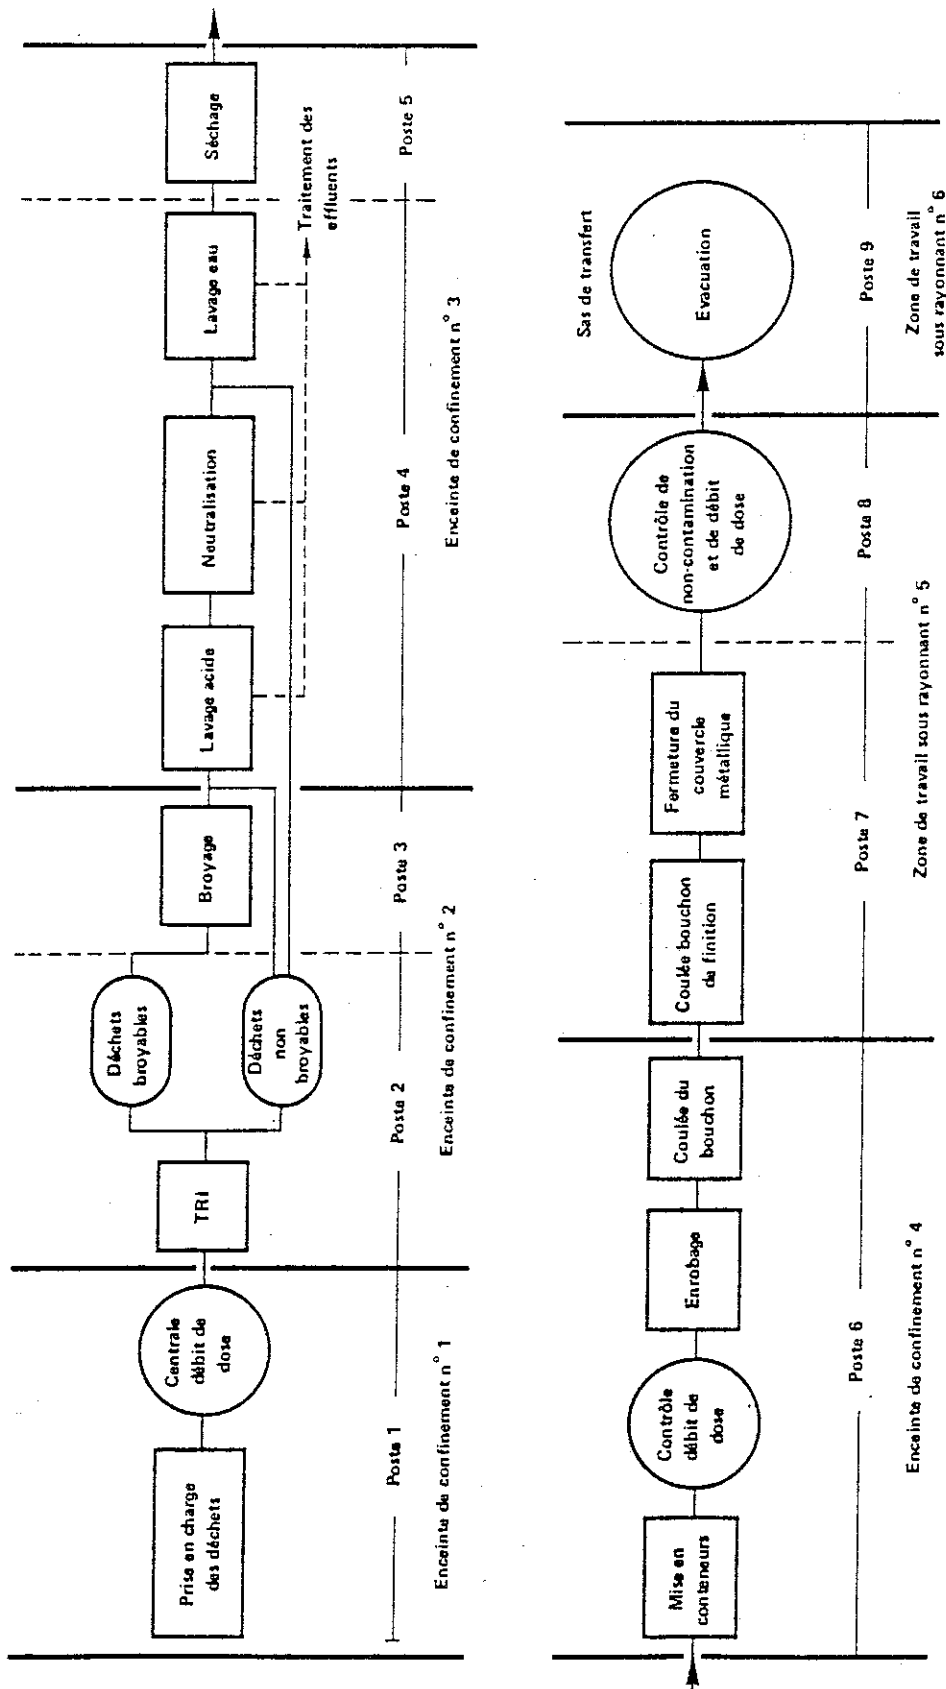 Prise en charge
des déchets
Centrale
débit de
dose
TRI
Déchets
broyables
Déchets
non
broyables
Broyage
Lavage acide
Neutralisation
Lavage eau
Séchage
Traitement des
effluents
Poste 1
Poste 2
Poste 3
Poste 4
Poste 5
Enceinte de confinement n° 1
Enceinte de confinement n° 2
Enceinte de confinement n° 3
Mise en
conteneurs
Contrôle
débit de
dose
Enrobage
Coulée du
bouchon
Coulée bouchon
de finition
Fermeture du
couvercle
métallique
Contrôle de
non-contamination
et de débit
de dose
Sas de transfert
Evacuation
Poste 6
Poste 7
Poste 8
Poste 9
Enceinte de confinement n° 4
Zone de travail sous rayonnant n° 5
Zone de travail
sous rayonnant n° 6